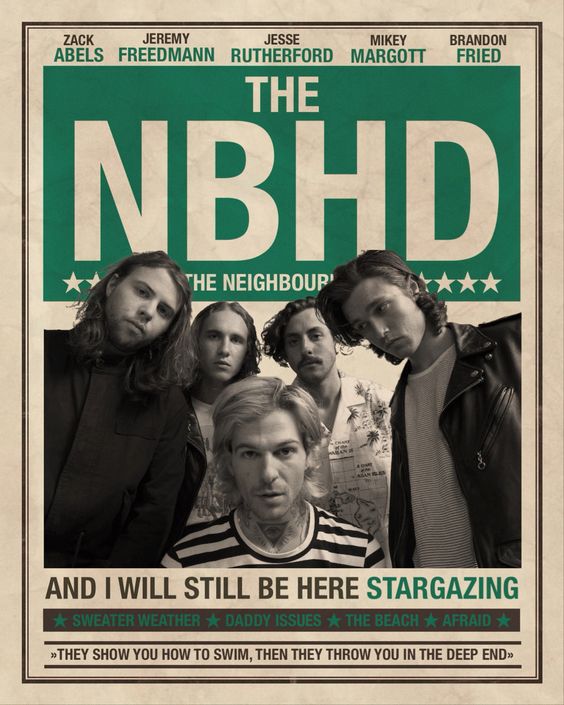 ZACK JEREMY JESSE MIKEY BRANDON
ABELS FREEDMANN RUTHERFORD MARGOTT FRIED
THE
NBHD
THE NEIGHBOUR
AND I WILL STILL BE HERE STARGAZING
★ SWEATER WEATHER ★ DADDY ISSUES ★ THE BEACH ★ AFRAID ★
»THEY SHOW YOU HOW TO SWIM, THEN THEY THROW YOU IN THE DEEP END»